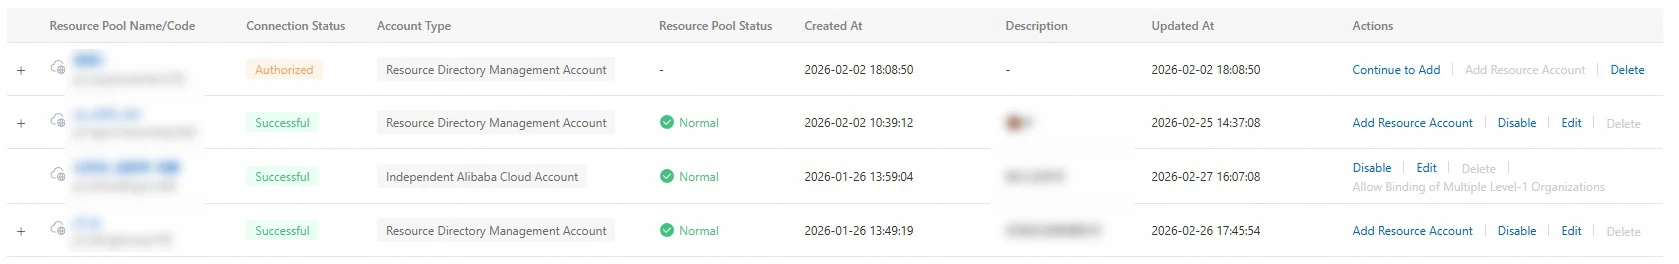 Resource Pool Name/Code Connection Status Account Type Resource Pool Status Created At Description Updated At Actions
+ Authorized Resource Directory Management Account - 2026-02-02 18:08:50 - 2026-02-02 18:08:50 Continue to Add Add Resource Account Delete
+ Successful Resource Directory Management Account Normal 2026-02-02 10:39:12 2026-02-25 14:37:08 Add Resource Account Disable Edit Delete
Successful Independent Alibaba Cloud Account Normal 2026-01-26 13:59:04 2026-02-27 16:07:08 Disable Edit Delete
Allow Binding of Multiple Level-1 Organizations
+ Successful Resource Directory Management Account Normal 2026-01-26 13:49:19 2026-02-26 17:45:54 Add Resource Account Disable Edit Delete